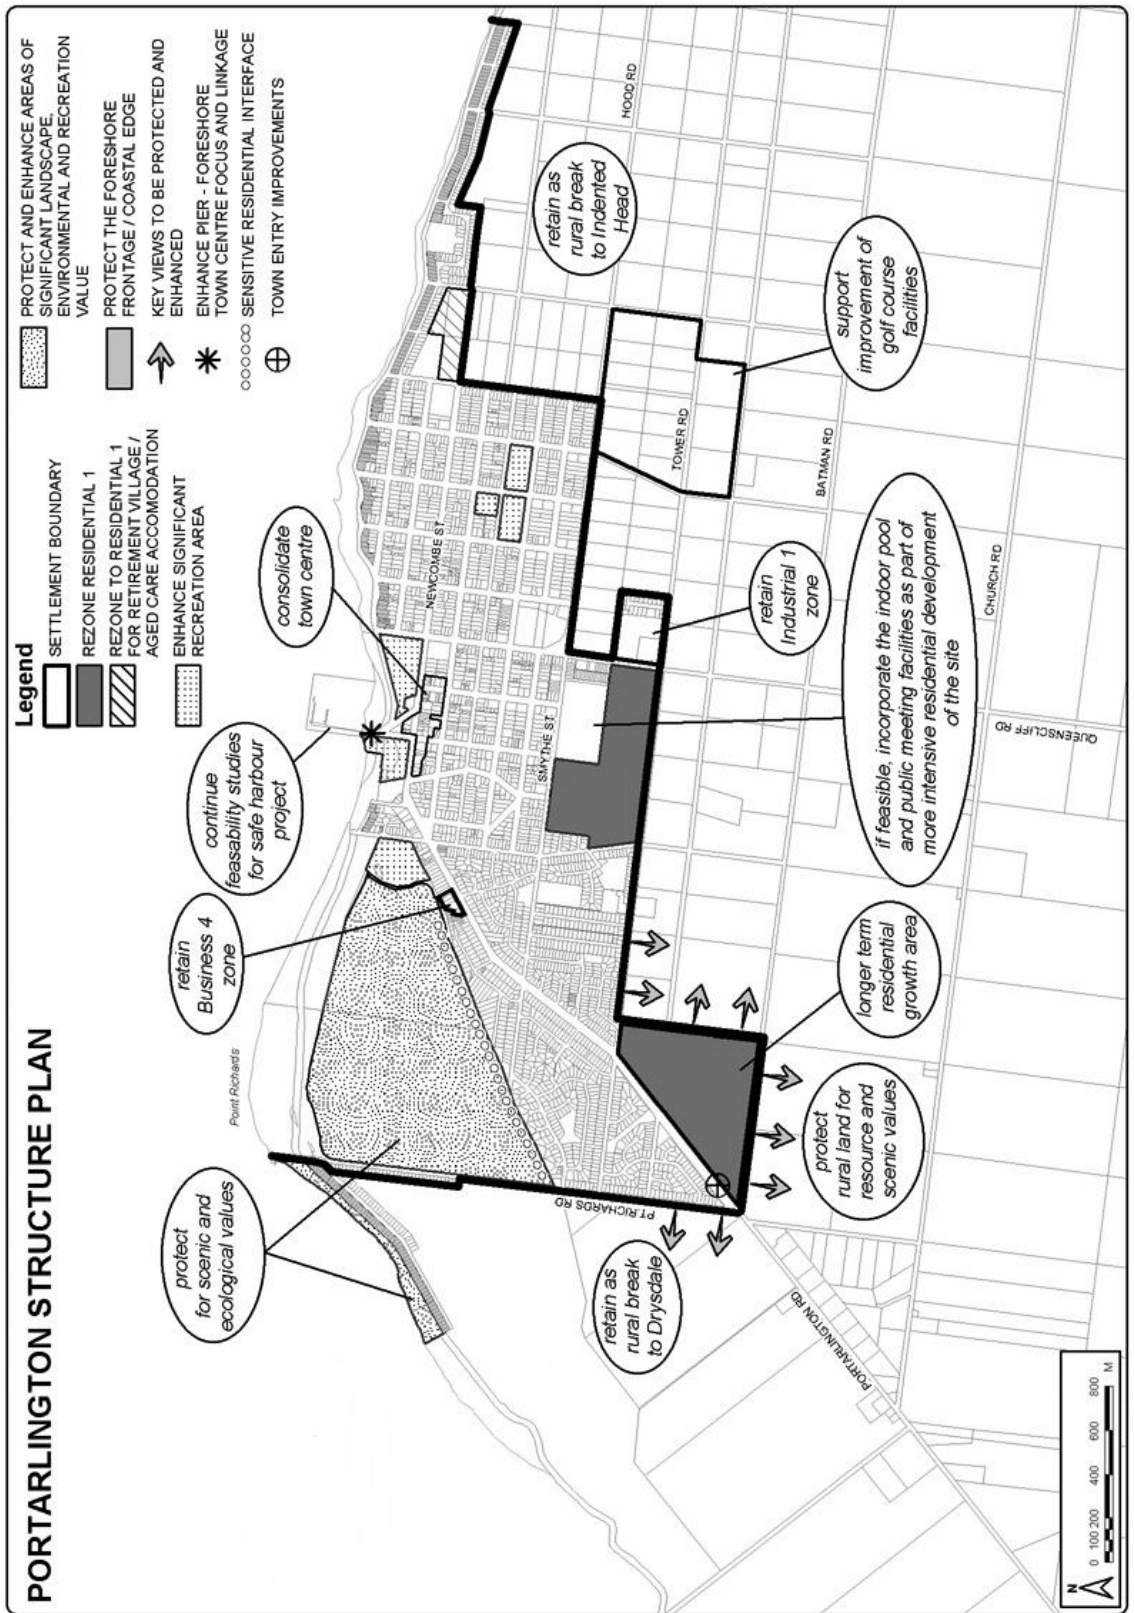 PORTARLINGTON STRUCTURE PLAN
Legend
SETTLEMENT BOUNDARY
REZONE RESIDENTIAL 1
REZONE TO RESIDENTIAL 1
FOR RETIREMENT VILLAGE /
AGED CARE ACCOMODATION
ENHANCE SIGNIFICANT
RECREATION AREA
PROTECT AND ENHANCE AREAS OF
SIGNIFICANT LANDSCAPE,
ENVIRONMENTAL AND RECREATION
VALUE
PROTECT THE FORESHORE
FRONTAGE / COASTAL EDGE
KEY VIEWS TO BE PROTECTED AND
ENHANCED
ENHANCE PIER - FORESHORE
TOWN CENTRE FOCUS AND LINKAGE
SENSITIVE RESIDENTIAL INTERFACE
TOWN ENTRY IMPROVEMENTS
protect
for scenic and
ecological values
Point Richards
retain
Business 4
zone
continue
feasability studies
for safe harbour
project
consolidate
town centre
NEWCOMBE ST
SMYTHE ST
PT.RICHARDS RD
retain as
rural break
to Indented
Head
HOOD RD
TOWER RD
BATMAN RD
support
improvement of
golf course
facilities
retain
Industrial 1
zone
CHURCH RD
QUEENSCLIFF RD
if feasible, incorporate the indoor pool
and public meeting facilities as part of
more intensive residential development
of the site
longer term
residential
growth area
protect
rural land for
resource and
scenic values
retain as
rural break
to Drysdale
PORTARLINGTON RD
N
0 100 200 400 600 800 M